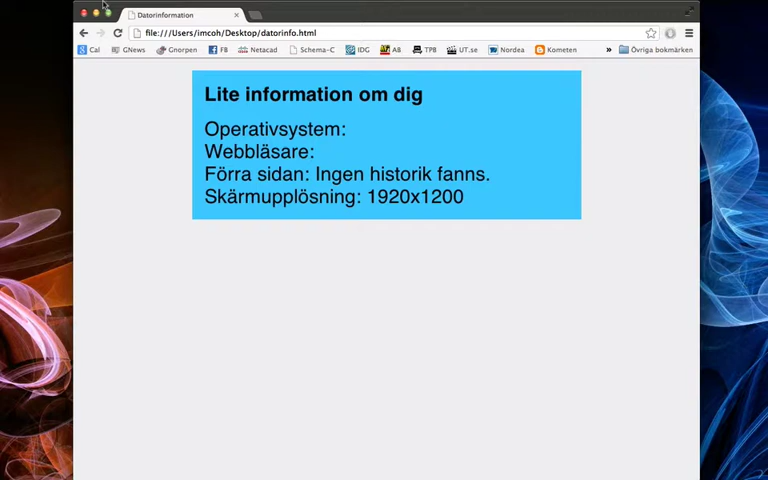 Datorinformation
file:///Users/imcoh/Desktop/datorinfo.html
Cal GNews Gnorpen FB Netacad Schema-C IDG AB TPB UT.se Nordea Kometen » Övriga bokmärken
Lite information om dig
Operativsystem:
Webbläsare:
Förra sidan: Ingen historik fanns.
Skärmupplösning: 1920x1200